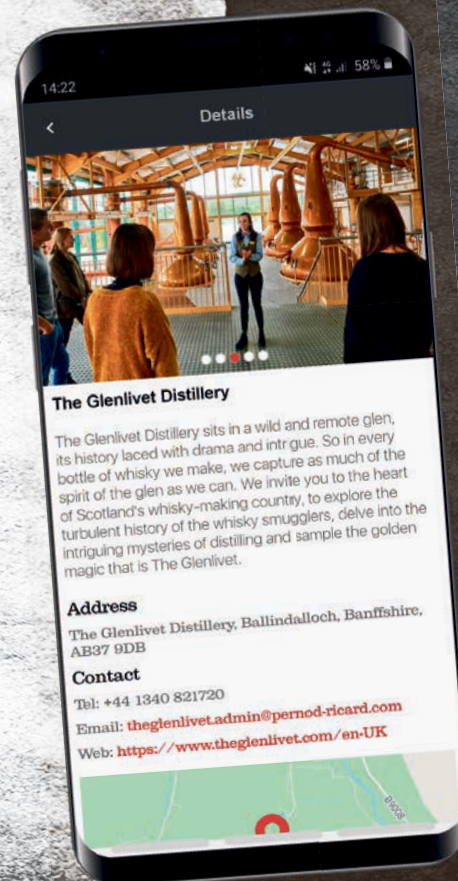 14:22
4G 58%
Details
The Glenlivet Distillery
The Glenlivet Distillery sits in a wild and remote glen,
its history laced with drama and intrigue. So in every
bottle of whisky we make, we capture as much of the
spirit of the glen as we can. We invite you to the heart
of Scotland's whisky-making country, to explore the
turbulent history of the whisky smugglers, delve into the
intriguing mysteries of distilling and sample the golden
magic that is The Glenlivet.
Address
The Glenlivet Distillery, Ballindalloch, Banffshire,
AB37 9DB
Contact
Tel: +44 1340 821720
Email: theglenlivet.admin@pernod-ricard.com
Web: https://www.theglenlivet.com/en-UK
B9008